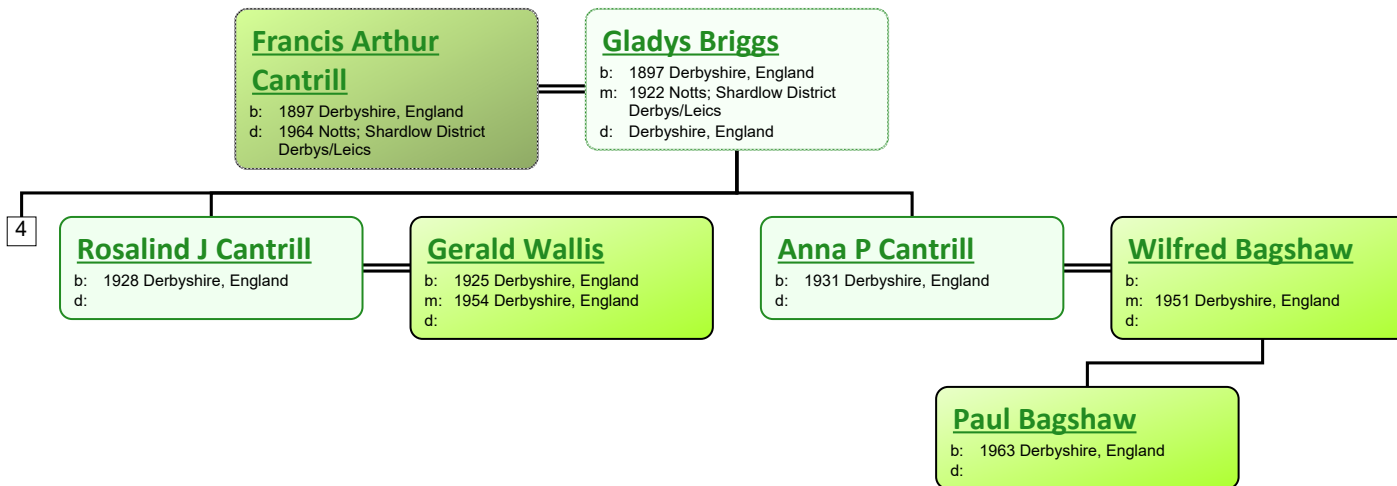 Francis Arthur
Cantrill
b: 1897 Derbyshire, England
d: 1964 Notts; Shardlow District
Derbys/Leics
Gladys Briggs
b: 1897 Derbyshire, England
m: 1922 Notts; Shardlow District
Derbys/Leics
d: Derbyshire, England
4
Rosalind J Cantrill
b: 1928 Derbyshire, England
d:
Gerald Wallis
b: 1925 Derbyshire, England
m: 1954 Derbyshire, England
d:
Anna P Cantrill
b: 1931 Derbyshire, England
d:
Wilfred Bagshaw
b:
m: 1951 Derbyshire, England
d:
Paul Bagshaw
b: 1963 Derbyshire, England
d: